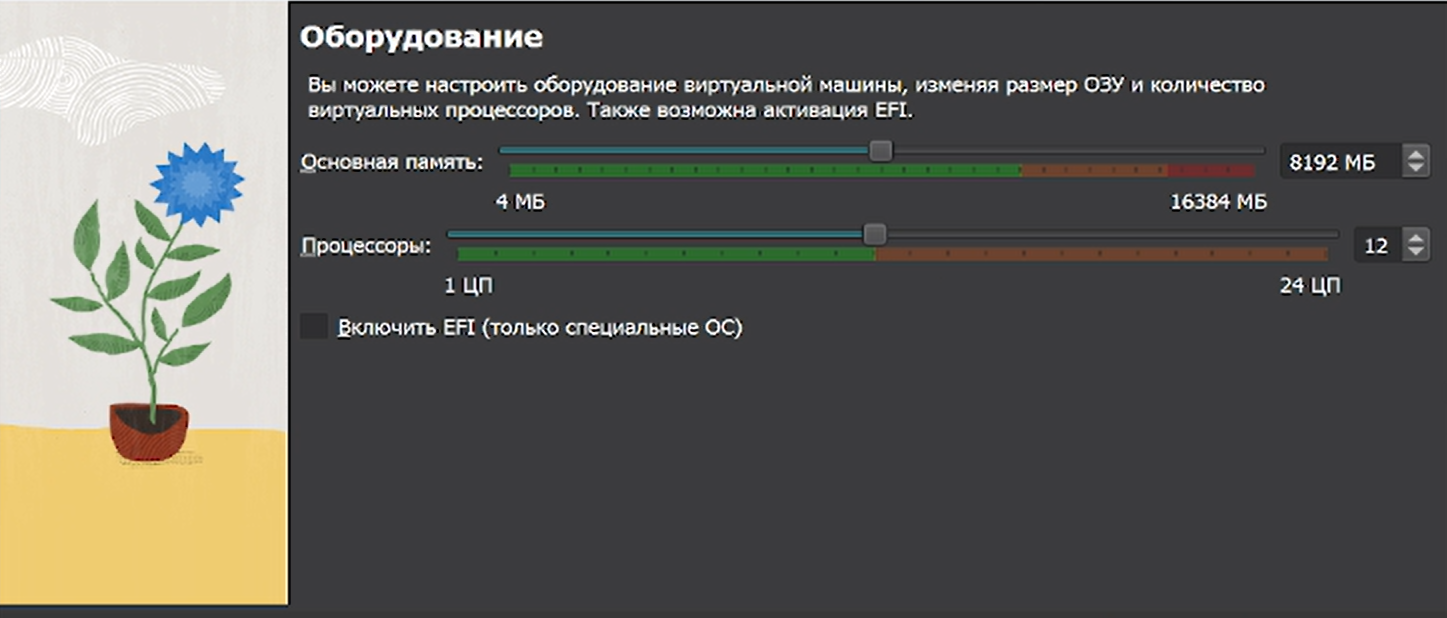 Оборудование
Вы можете настроить оборудование виртуальной машины, изменяя размер ОЗУ и количество
виртуальных процессоров. Также возможна активация EFI.
Основная память: 8192 МБ
4 МБ 16384 МБ
Процессоры: 12
1 ЦП 24 ЦП
Включить EFI (только специальные ОС)